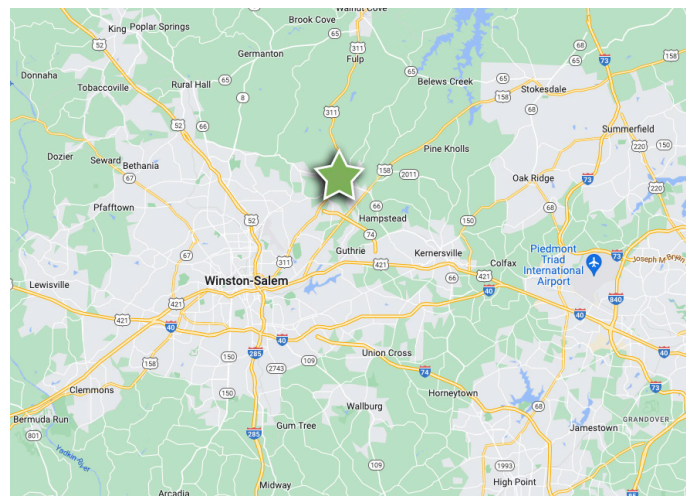 Walnut Cove
Brook Cove
King
Poplar Springs
52
65
311
Fulp
Germanton
Donnaha
Tobaccoville
Rural Hall
65
8
Belews Creek
65
158
Stokesdale
68
65
73
158
52
66
311
Summerfield
220
150
Dozier
Seward
Bethania
67
Pine Knolls
158
2011
Oak Ridge
73
220
Pfafftown
66
68
Hampstead
52
150
74
67
311
Guthrie
Kernersville
Colfax
421
66
421
Piedmont
Triad
International
Airport
73
Joseph M Bryan
Lewisville
Winston-Salem
40
840
421
421
40
40
285
40
150
109
Union Cross
40
158
150
2743
74
73
Clemmons
150
Horneytown
Wallburg
68
GRANDOVER
Bermuda Run
801
Gum Tree
285
Jamestown
Yadkin River
109
1993
High Point
Midway
Arcadia
85